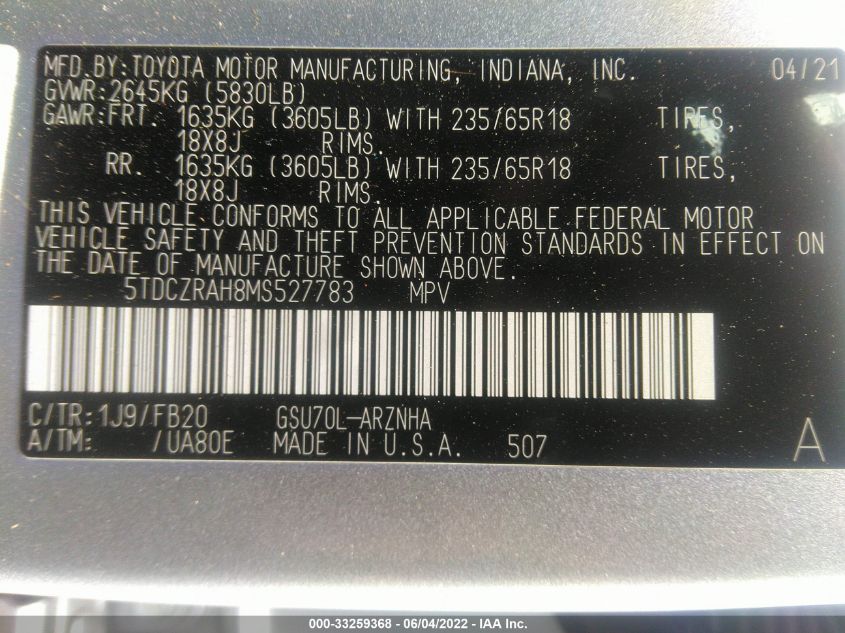 MFD.BY:TOYOTA MOTOR MANUFACTURING, INDIANA, INC. 04/21
GVWR:2645KG (5830LB)
GAWR:FRT. 1635KG (3605LB) WITH 235/65R18 TIRES,
18X8J RIMS.
RR. 1635KG (3605LB) WITH 235/65R18 TIRES,
18X8J RIMS.
THIS VEHICLE CONFORMS TO ALL APPLICABLE FEDERAL MOTOR
VEHICLE SAFETY AND THEFT PREVENTION STANDARDS IN EFFECT ON
THE DATE OF MANUFACTURE SHOWN ABOVE.
5TDCZRAH8MS527783 MPV
C/TR:1J9/FB20 GSU70L-ARZNHA
A/TM: /UA80E MADE IN U.S.A. 507 A
000-33259368 - 06/04/2022 - IAA Inc.